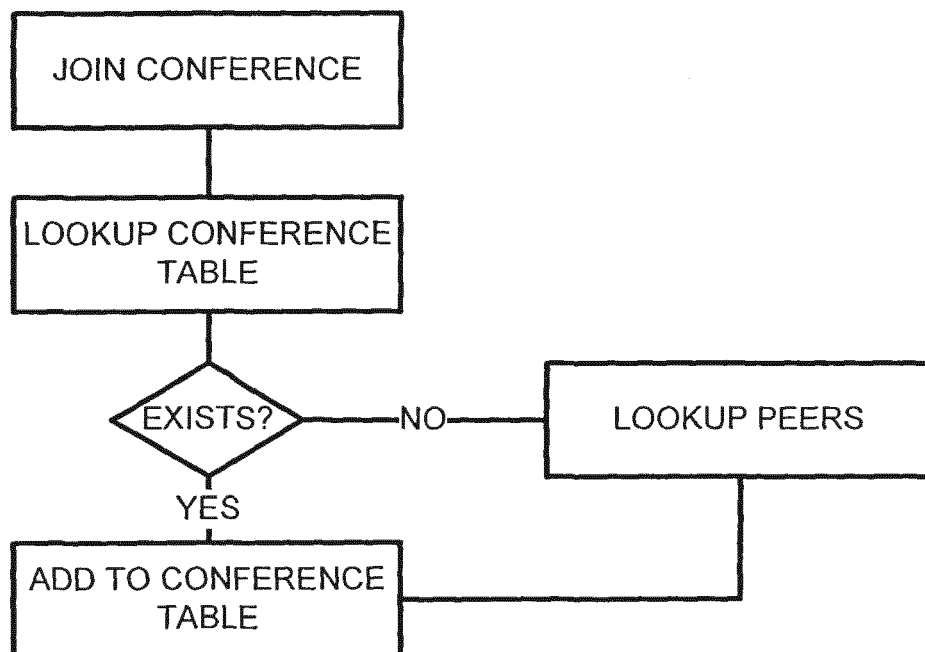 JOIN CONFERENCE
LOOKUP CONFERENCE
TABLE
EXISTS?
NO
LOOKUP PEERS
YES
ADD TO CONFERENCE
TABLE